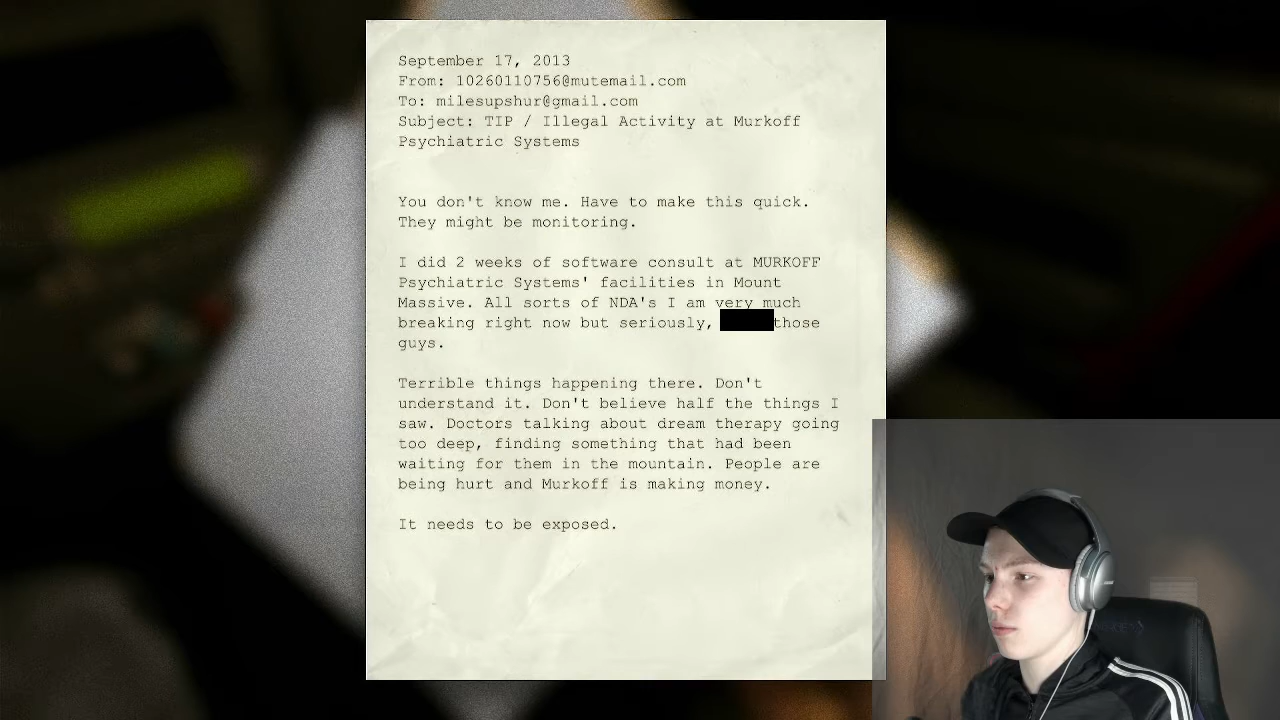 September 17, 2013
From: 10260110756@mutemail.com
To: milesupshur@gmail.com
Subject: TIP / Illegal Activity at Murkoff
Psychiatric Systems
You don't know me. Have to make this quick.
They might be monitoring.
I did 2 weeks of software consult at MURKOFF
Psychiatric Systems' facilities in Mount
Massive. All sorts of NDA's I am very much
breaking right now but seriously, those
guys.
Terrible things happening there. Don't
understand it. Don't believe half the things I
saw. Doctors talking about dream therapy going
too deep, finding something that had been
waiting for them in the mountain. People are
being hurt and Murkoff is making money.
It needs to be exposed.